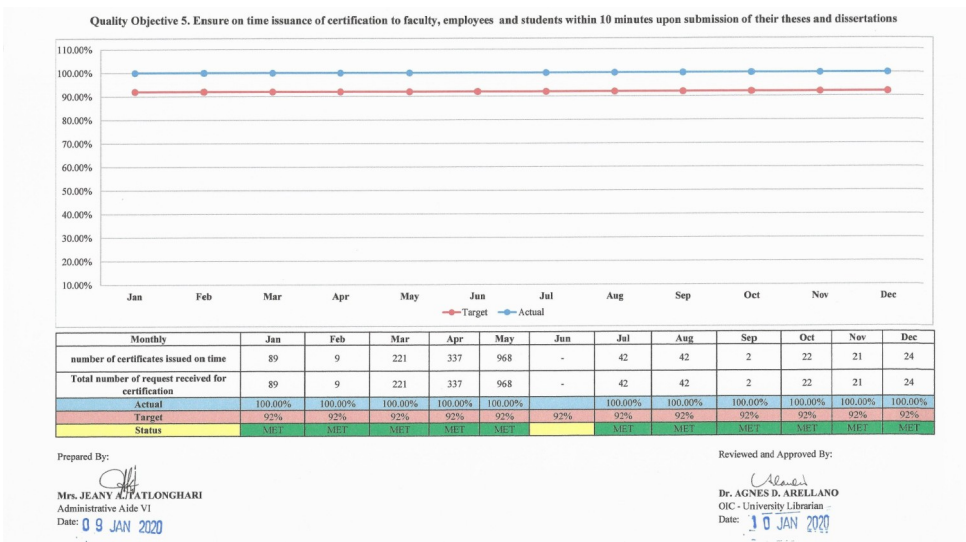 Quality Objective 5. Ensure on time issuance of certification to faculty, employees and students within 10 minutes upon submission of their theses and dissertations
110.00%
100.00%
90.00%
80.00%
70.00%
60.00%
50.00%
40.00%
30.00%
20.00%
10.00%
Jan Feb Mar Apr May Jun Jul Aug Sep Oct Nov Dec
Target Actual
Monthly Jan Feb Mar Apr May Jun Jul Aug Sep Oct Nov Dec
number of certificates issued on time 89 9 221 337 968 - 42 42 2 22 21 24
Total number of request received for
certification 89 9 221 337 968 - 42 42 2 22 21 24
Actual 100.00% 100.00% 100.00% 100.00% 100.00% 100.00% 100.00% 100.00% 100.00% 100.00% 100.00%
Target 92% 92% 92% 92% 92% 92% 92% 92% 92% 92% 92% 92%
Status MET MET MET MET MET MET MET MET MET MET MET
Prepared By:
Reviewed and Approved By:
Mrs. JEANY A. TATLONGHARI
Administrative Aide VI
Date: 09 JAN 2020
Dr. AGNES D. ARELLANO
OIC - University Librarian
Date: 10 JAN 2020